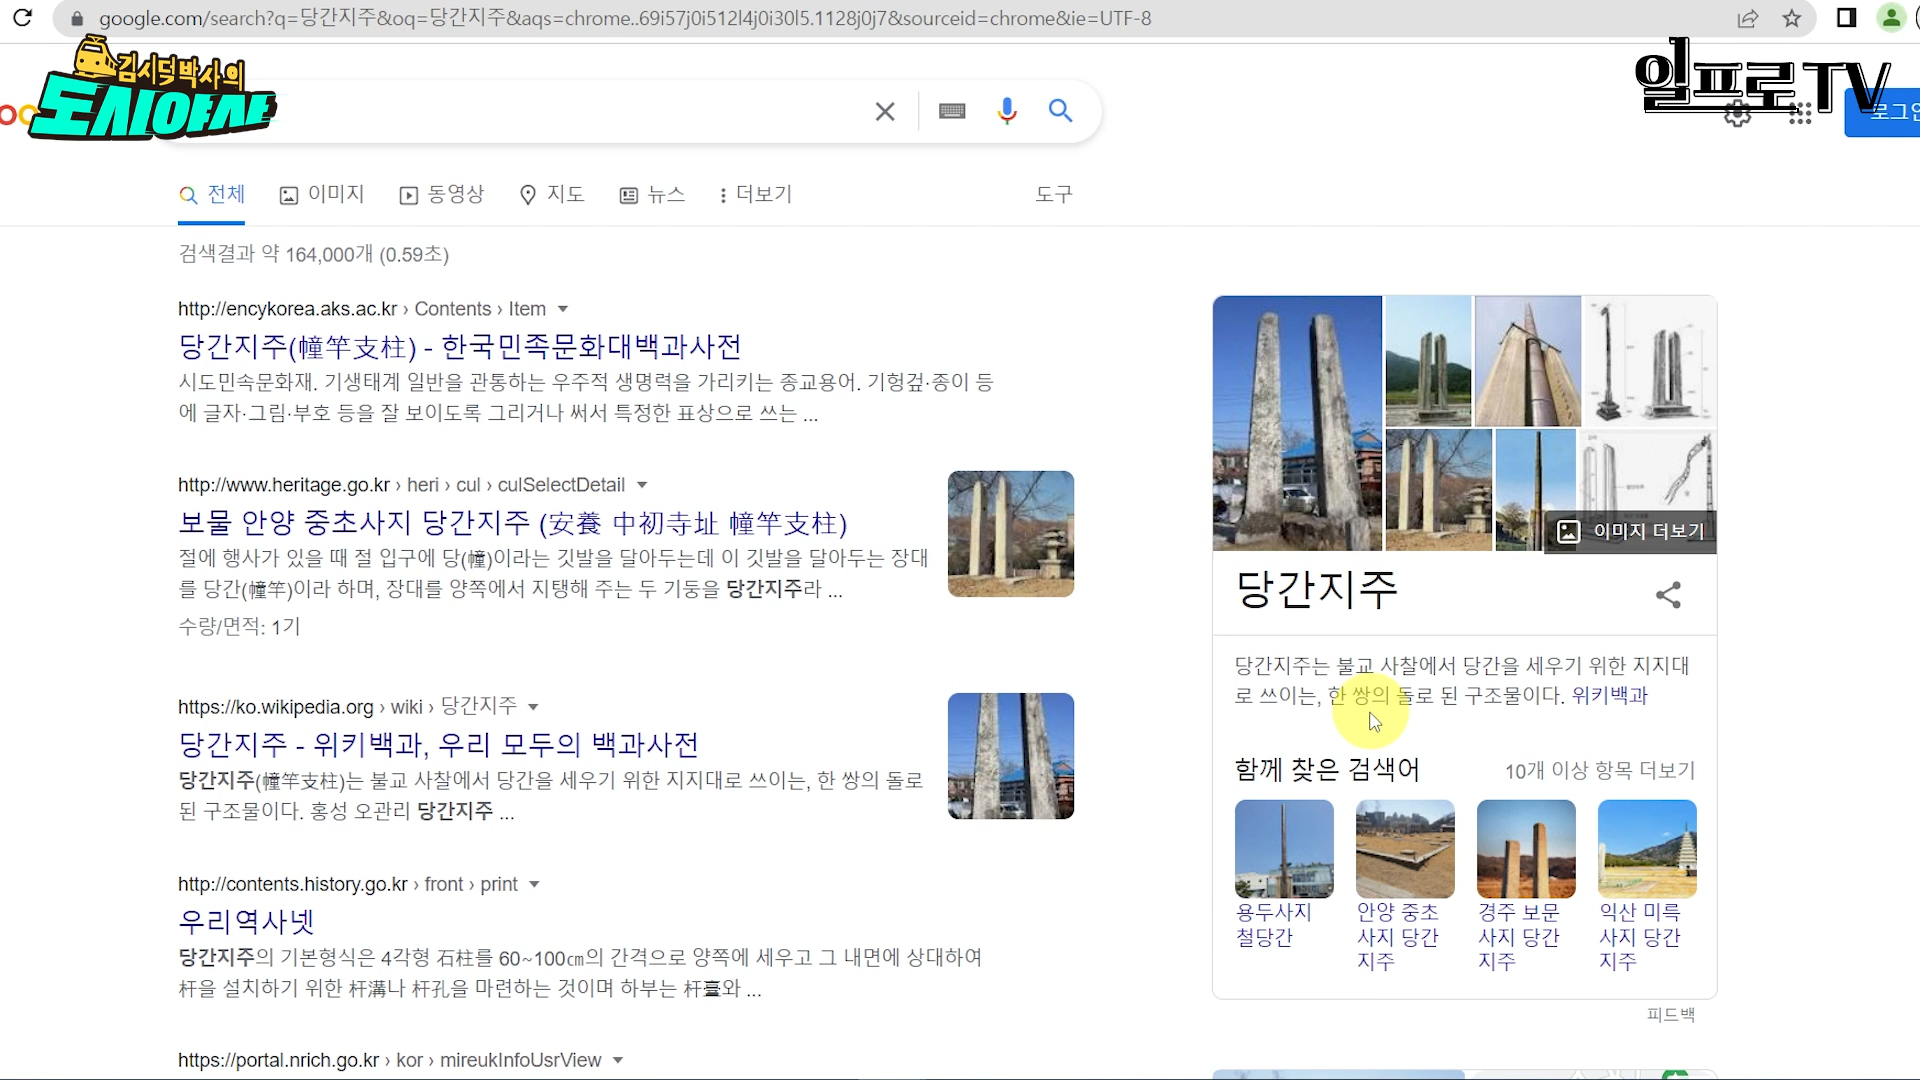 google.com/search?q=당간지주&oq=당간지주&aqs=chrome..69i57j0i512l4j0i30l5.1128j0j7&sourceid=chrome&ie=UTF-8
김시덕박사의
도시야사
일프로TV
로그인
전체 이미지 동영상 지도 뉴스 더보기 도구
검색결과 약 164,000개 (0.59초)
http://encykorea.aks.ac.kr › Contents › Item
당간지주(幢竿支柱) - 한국민족문화대백과사전
시도민속문화재. 기생태계 일반을 관통하는 우주적 생명력을 가리키는 종교용어. 기헝겊·종이 등
에 글자·그림·부호 등을 잘 보이도록 그리거나 써서 특정한 표상으로 쓰는 ...
http://www.heritage.go.kr › heri › cul › culSelectDetail
보물 안양 중초사지 당간지주 (安養 中初寺址 幢竿支柱)
절에 행사가 있을 때 절 입구에 당(幢)이라는 깃발을 달아두는데 이 깃발을 달아두는 장대
를 당간(幢竿)이라 하며, 장대를 양쪽에서 지탱해 주는 두 기둥을 당간지주라 ...
수량/면적: 1기
https://ko.wikipedia.org › wiki › 당간지주
당간지주 - 위키백과, 우리 모두의 백과사전
당간지주(幢竿支柱)는 불교 사찰에서 당간을 세우기 위한 지지대로 쓰이는, 한 쌍의 돌로
된 구조물이다. 홍성 오관리 당간지주 ...
http://contents.history.go.kr › front › print
우리역사넷
당간지주의 기본형식은 4각형 石柱를 60~100㎝의 간격으로 양쪽에 세우고 그 내면에 상대하여
杆을 설치하기 위한 杆溝나 杆孔을 마련하는 것이며 하부는 杆臺와 ...
https://portal.nrich.go.kr › kor › mireukInfoUsrView
이미지 더보기
당간지주
당간지주는 불교 사찰에서 당간을 세우기 위한 지지대
로 쓰이는, 한 쌍의 돌로 된 구조물이다. 위키백과
함께 찾은 검색어 10개 이상 항목 더보기
용두사지
철당간
안양 중초
사지 당간
지주
경주 보문
사지 당간
지주
익산 미륵
사지 당간
지주
피드백